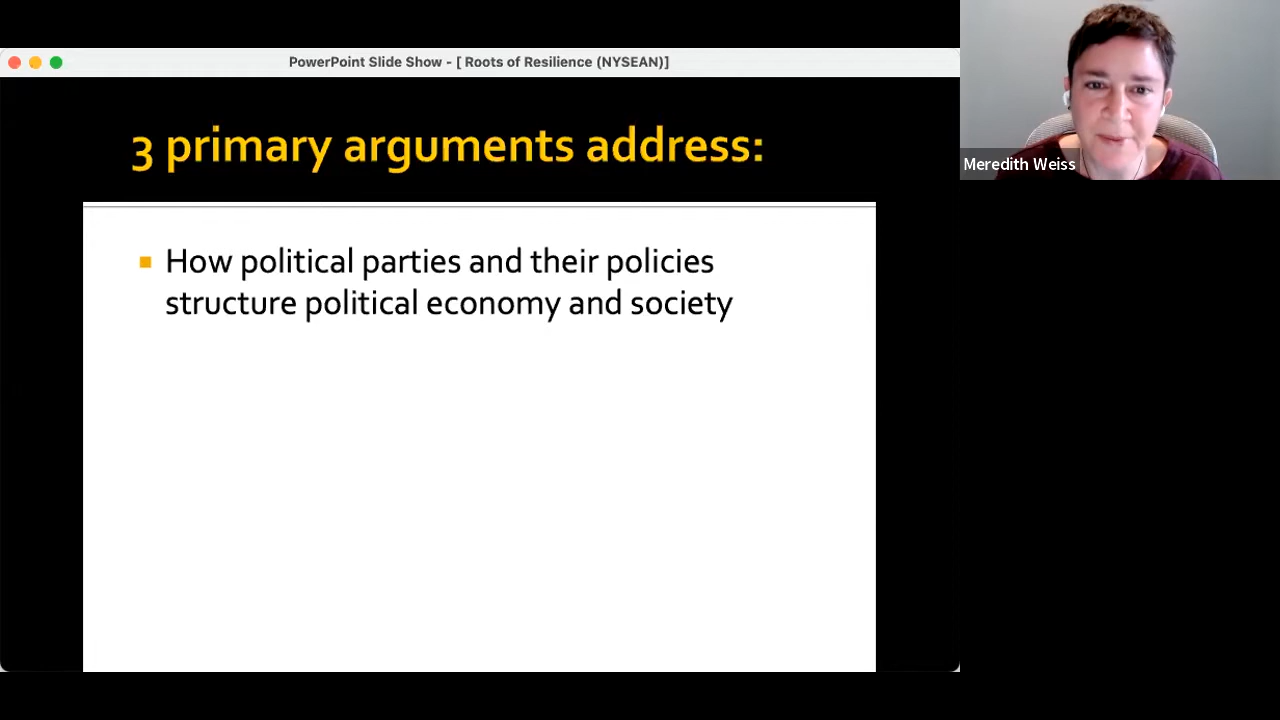 PowerPoint Slide Show - [ Roots of Resilience (NYSEAN)]
3 primary arguments address:
How political parties and their policies
structure political economy and society
Meredith Weiss